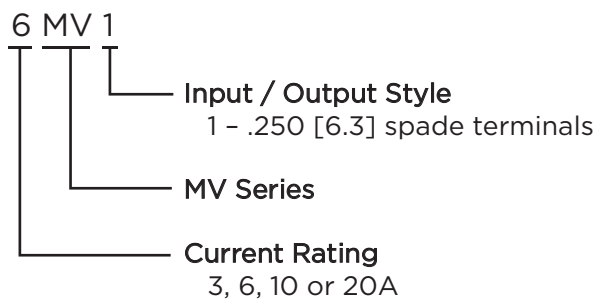 6 MV 1
Input / Output Style
1 – .250 [6.3] spade terminals
MV Series
Current Rating
3, 6, 10 or 20A